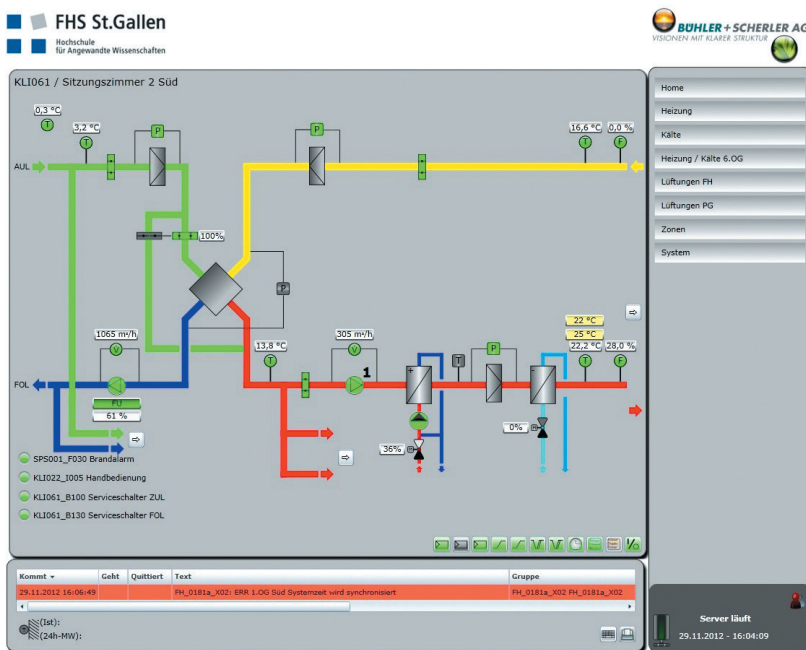 FHS St.Gallen
Hochschule
für Angewandte Wissenschaften
BÜHLER+SCHERLER AG
VISIONEN MIT KLARER STRUKTUR
KLI061 / Sitzungszimmer 2 Süd
0,3 °C
T
3,2 °C
T
P
P
16,6 °C 0,0 %
T F
AUL
100%
P
1065 m³/h
V
13,8 °C
T
305 m³/h
V
22 °C
25 °C
22,2 °C 28,0 %
T P T F
FOL
1
+
-
FU
61 %
36% M
0% M
SPS001_F030 Brandalarm
KLI022_I005 Handbedienung
KLI061_B100 Serviceschalter ZUL
KLI061_B130 Serviceschalter FOL
Home
Heizung
Kälte
Heizung / Kälte 6.OG
Lüftungen FH
Lüftungen PG
Zonen
System
Kommt Geht Quittiert Text Gruppe
29.11.2012 16:06:49 FH_0181a_X02: ERR 1.OG Süd Systemzeit wird synchronisiert FH_0181a_X02 FH_0181a_X02
(Ist):
(24h-MW):
Server läuft
29.11.2012 - 16:04:09